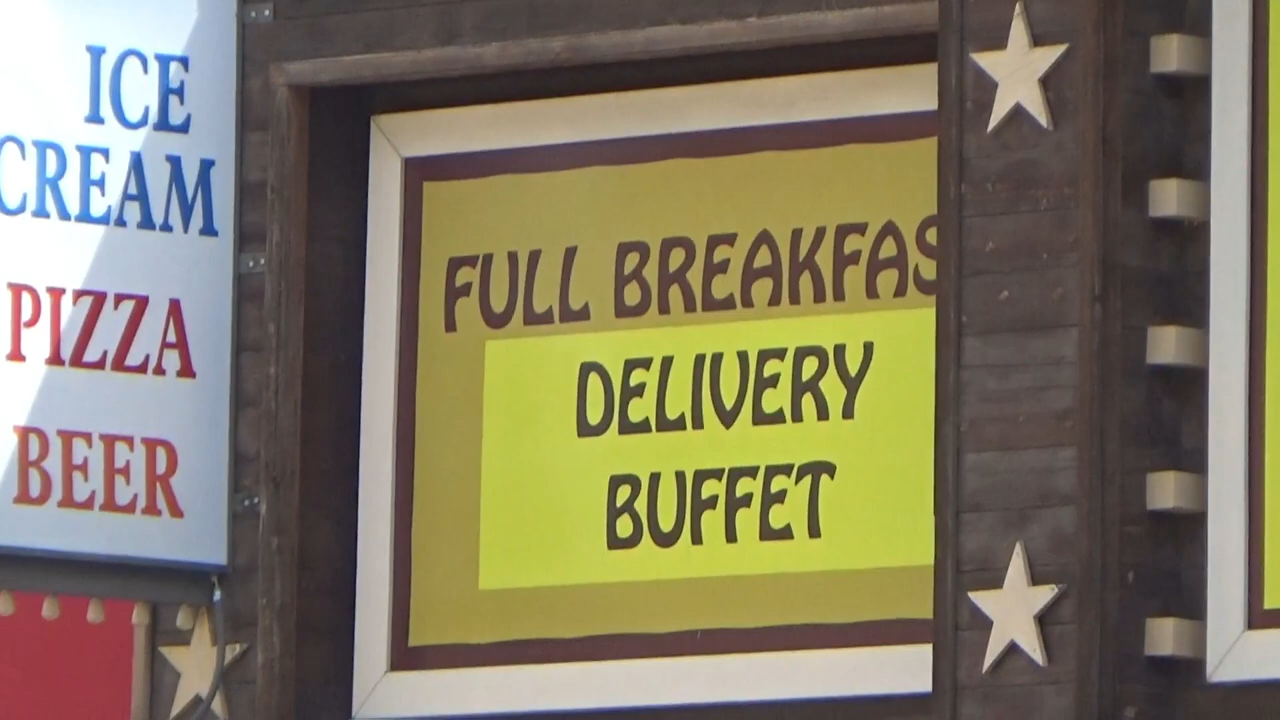 ICE
CREAM
PIZZA
BEER
FULL BREAKFAS
DELIVERY
BUFFET